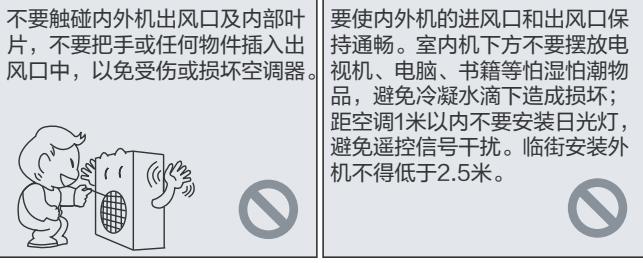 不要触碰内外机出风口及内部叶
片，不要把手或任何物件插入出
风口中，以免受伤或损坏空调器。
要使内外机的进风口和出风口保
持通畅。室内机下方不要摆放电
视机、电脑、书籍等怕湿怕潮物
品，避免冷凝水滴下造成损坏；
距空调1米以内不要安装日光灯，
避免遥控信号干扰。临街安装外
机不得低于2.5米。